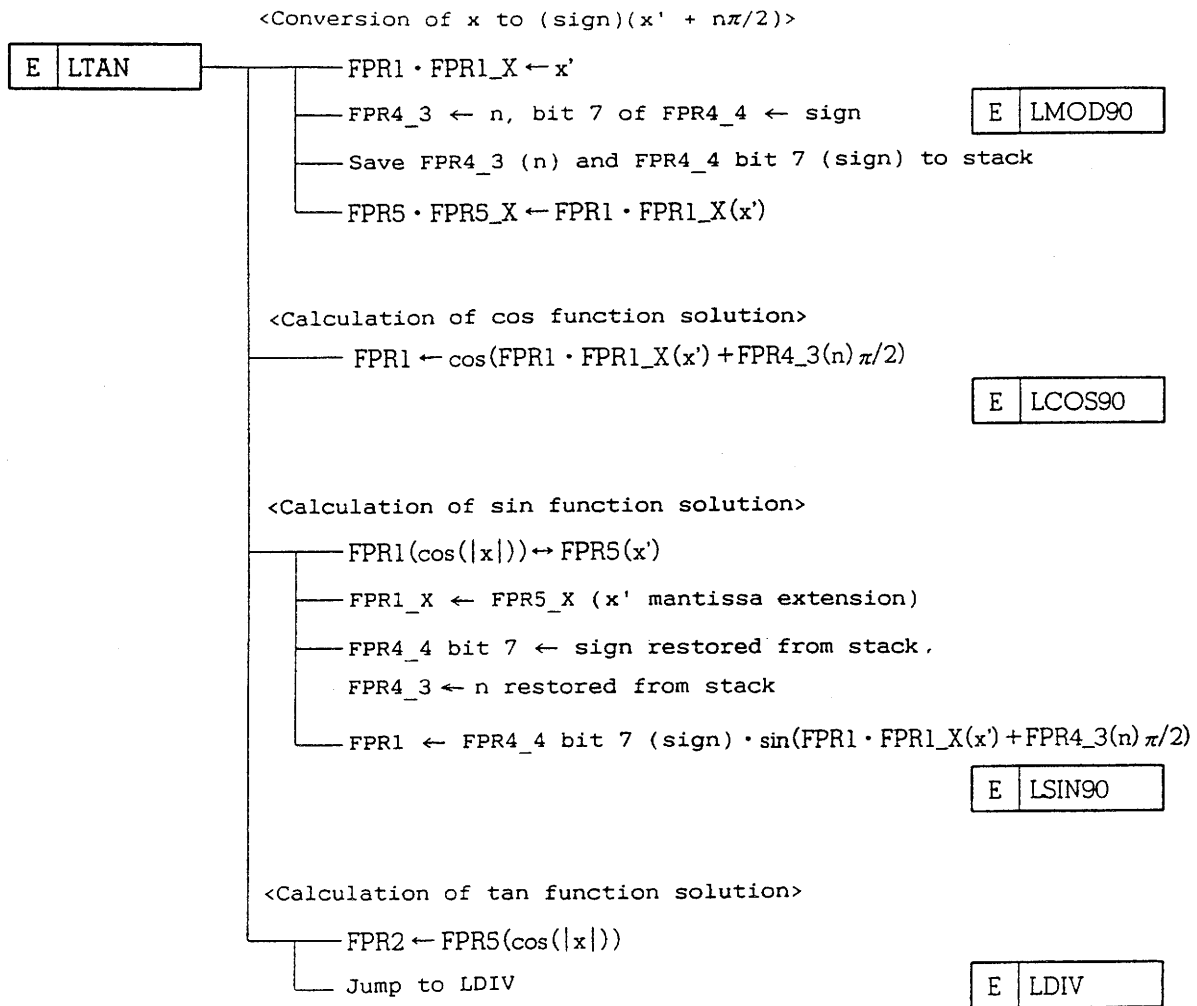 <Conversion of x to (sign)(x' + nπ/2)>
E LTAN
FPR1・FPR1_X ← x'
FPR4_3 ← n, bit 7 of FPR4_4 ← sign
E LMOD90
Save FPR4_3 (n) and FPR4_4 bit 7 (sign) to stack
FPR5・FPR5_X ← FPR1・FPR1_X(x')
<Calculation of cos function solution>
FPR1 ← cos(FPR1・FPR1_X(x') + FPR4_3(n) π/2)
E LCOS90
<Calculation of sin function solution>
FPR1(cos(|x|)) ↔ FPR5(x')
FPR1_X ← FPR5_X (x' mantissa extension)
FPR4_4 bit 7 ← sign restored from stack,
FPR4_3 ← n restored from stack
FPR1 ← FPR4_4 bit 7 (sign)・sin(FPR1・FPR1_X(x') + FPR4_3(n) π/2)
E LSIN90
<Calculation of tan function solution>
FPR2 ← FPR5(cos(|x|))
Jump to LDIV
E LDIV